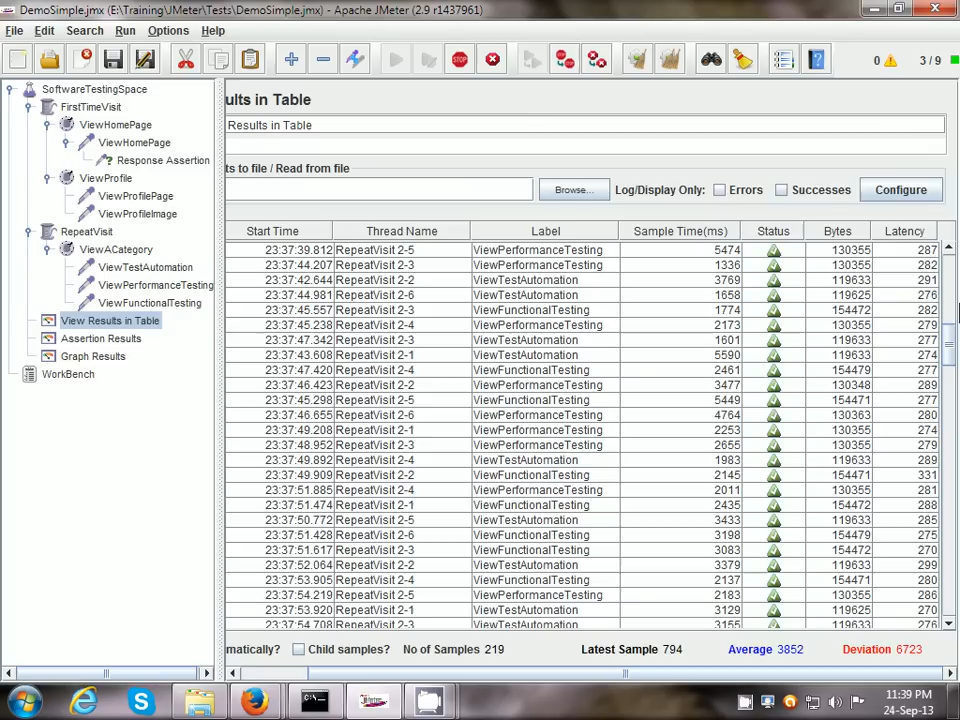 DemoSimple.jmx (E:\Training\JMeter\Tests\DemoSimple.jmx) - Apache JMeter (2.9 r1437961)
File Edit Search Run Options Help
0 3 / 9
SoftwareTestingSpace
FirstTimeVisit
ViewHomePage
ViewHomePage
Response Assertion
ViewProfile
ViewProfilePage
ViewProfileImage
RepeatVisit
ViewACategory
ViewTestAutomation
ViewPerformanceTesting
ViewFunctionalTesting
View Results in Table
Assertion Results
Graph Results
WorkBench
ults in Table
Results in Table
ts to file / Read from file
Browse... Log/Display Only: Errors Successes Configure
Start Time Thread Name Label Sample Time(ms) Status Bytes Latency
23:37:39.812 RepeatVisit 2-5 ViewPerformanceTesting 5474 130355 287
23:37:44.207 RepeatVisit 2-3 ViewPerformanceTesting 1336 130355 282
23:37:42.644 RepeatVisit 2-2 ViewTestAutomation 3769 119633 291
23:37:44.981 RepeatVisit 2-6 ViewTestAutomation 1658 119625 276
23:37:45.557 RepeatVisit 2-3 ViewFunctionalTesting 1774 154472 282
23:37:45.238 RepeatVisit 2-4 ViewPerformanceTesting 2173 130355 279
23:37:47.342 RepeatVisit 2-3 ViewTestAutomation 1601 119633 277
23:37:43.608 RepeatVisit 2-1 ViewTestAutomation 5590 119633 274
23:37:47.420 RepeatVisit 2-4 ViewFunctionalTesting 2461 154479 277
23:37:46.423 RepeatVisit 2-2 ViewPerformanceTesting 3477 130348 289
23:37:45.298 RepeatVisit 2-5 ViewFunctionalTesting 5449 154471 279
23:37:46.655 RepeatVisit 2-6 ViewPerformanceTesting 4764 130363 280
23:37:49.208 RepeatVisit 2-1 ViewPerformanceTesting 2253 130355 274
23:37:48.952 RepeatVisit 2-3 ViewPerformanceTesting 2655 130355 279
23:37:49.892 RepeatVisit 2-4 ViewTestAutomation 1983 119633 289
23:37:49.909 RepeatVisit 2-2 ViewFunctionalTesting 2145 154471 331
23:37:51.885 RepeatVisit 2-4 ViewPerformanceTesting 2011 130355 281
23:37:51.474 RepeatVisit 2-1 ViewFunctionalTesting 2435 154472 288
23:37:50.772 RepeatVisit 2-5 ViewTestAutomation 3433 119633 285
23:37:51.428 RepeatVisit 2-6 ViewFunctionalTesting 3198 154479 275
23:37:51.617 RepeatVisit 2-3 ViewFunctionalTesting 3083 154472 270
23:37:52.064 RepeatVisit 2-2 ViewTestAutomation 3379 119633 299
23:37:53.905 RepeatVisit 2-4 ViewFunctionalTesting 2137 154472 280
23:37:54.219 RepeatVisit 2-5 ViewPerformanceTesting 2183 130355 286
23:37:53.920 RepeatVisit 2-1 ViewTestAutomation 3129 119625 270
23:37:54.708 RepeatVisit 2-3 ViewTestAutomation 3155 119633 276
matically? Child samples? No of Samples 219 Latest Sample 794 Average 3852 Deviation 6723
11:39 PM
24-Sep-13